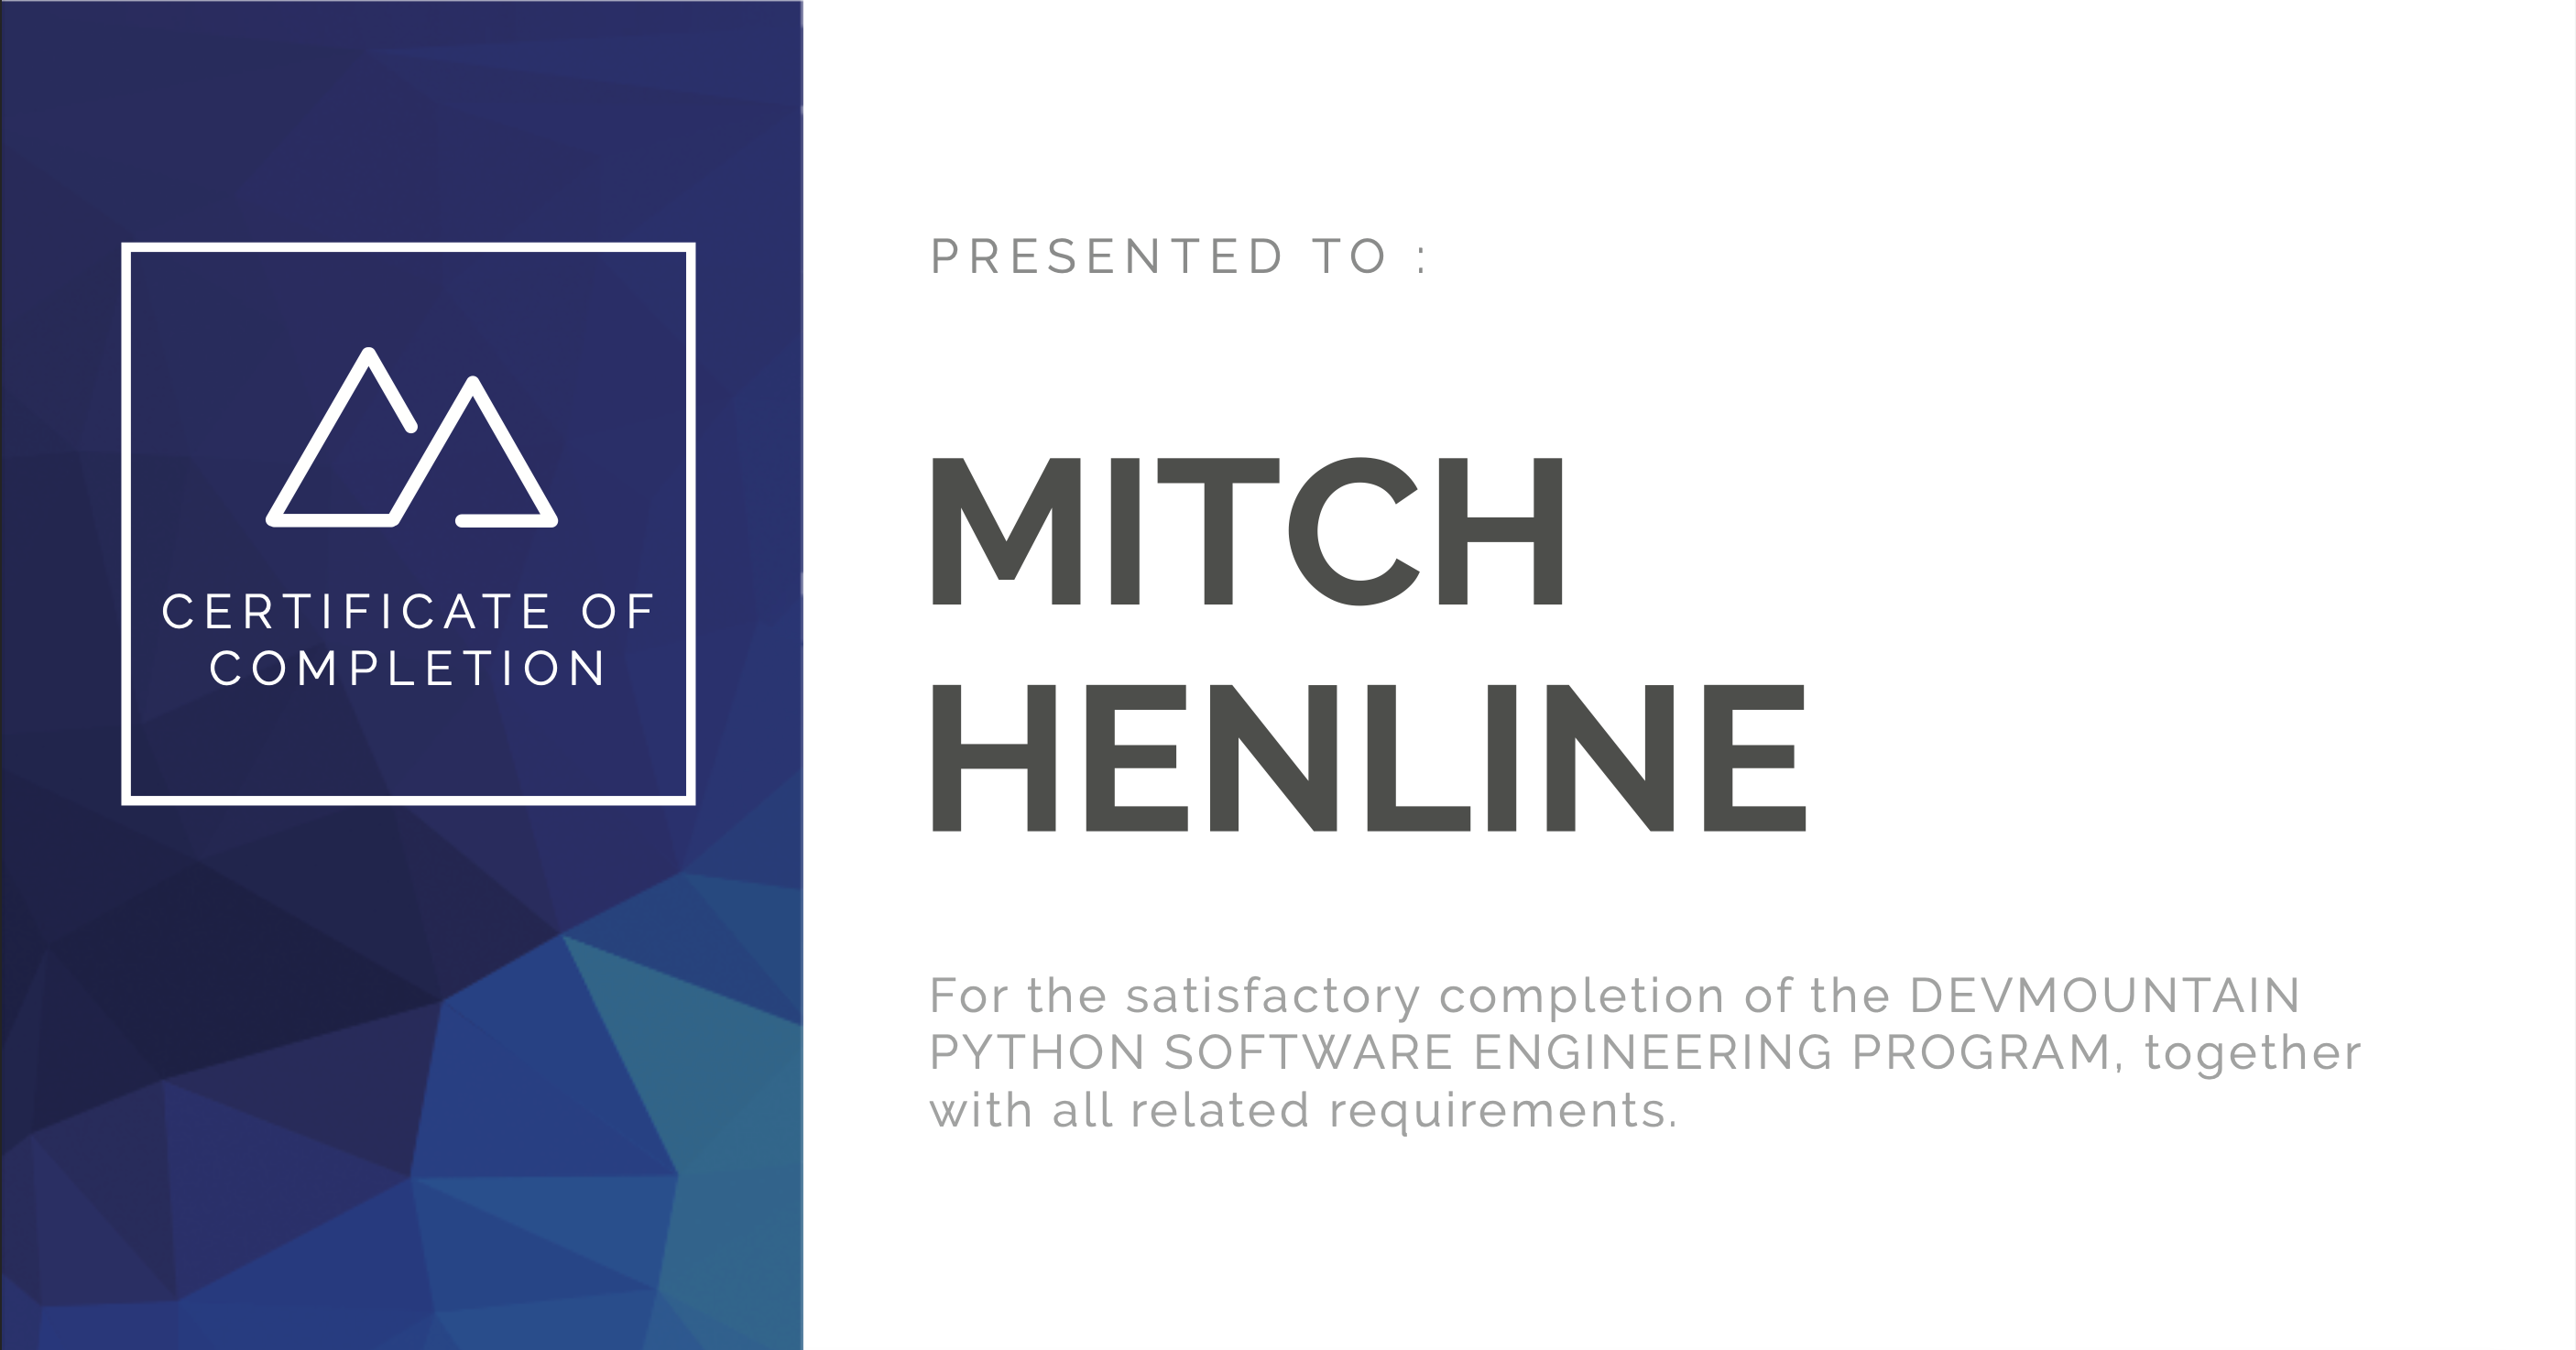 CERTIFICATE OF
COMPLETION
PRESENTED TO :
MITCH
HENLINE
For the satisfactory completion of the DEVMOUNTAIN
PYTHON SOFTWARE ENGINEERING PROGRAM, together
with all related requirements.